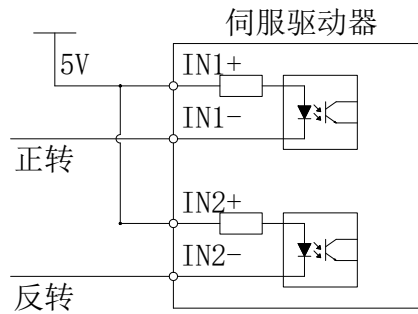 伺服驱动器
5V
IN1+
IN1-
正转
IN2+
IN2-
反转